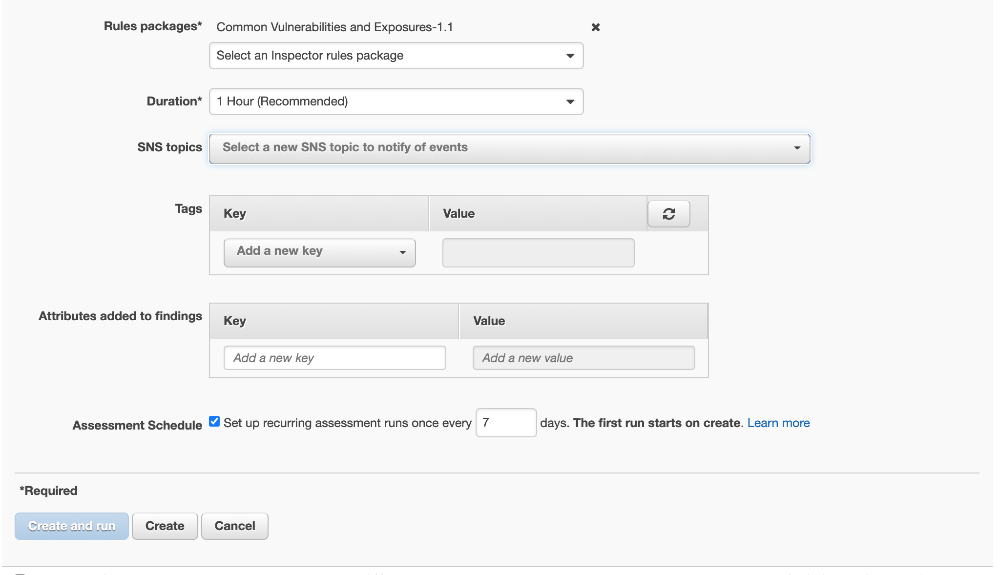 Rules packages* Common Vulnerabilities and Exposures-1.1
Select an Inspector rules package
Duration* 1 Hour (Recommended)
SNS topics Select a new SNS topic to notify of events
Tags Key Value
Add a new key
Attributes added to findings Key Value
Add a new key Add a new value
Assessment Schedule Set up recurring assessment runs once every 7 days. The first run starts on create. Learn more
*Required
Create and run Create Cancel